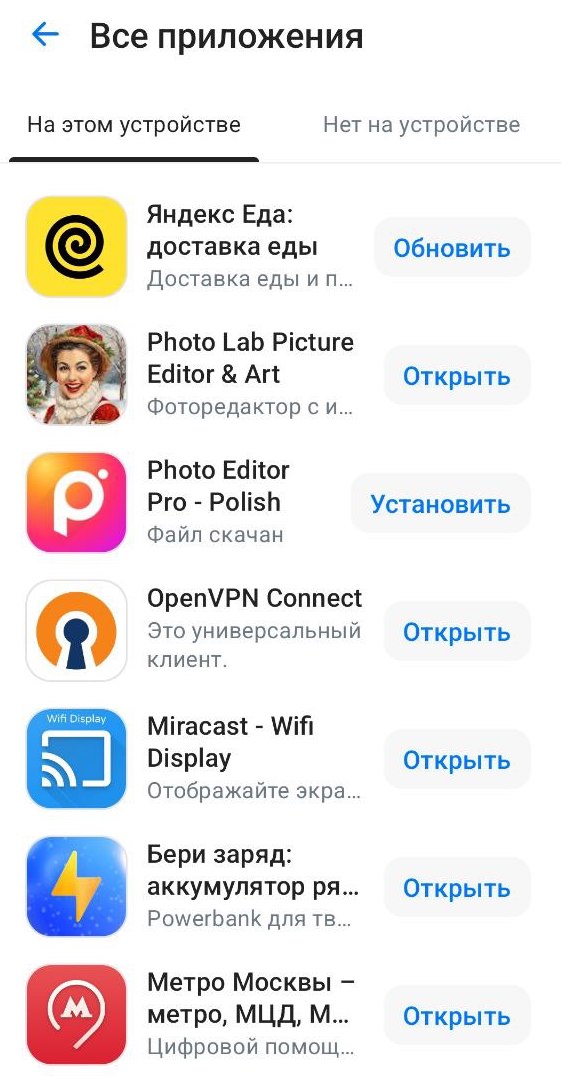 Все приложения
На этом устройстве
Нет на устройстве
Яндекс Еда:
доставка еды
Доставка еды и п...
Обновить
Photo Lab Picture
Editor & Art
Фоторедактор с и...
Открыть
Photo Editor
Pro - Polish
Файл скачан
Установить
OpenVPN Connect
Это универсальный
клиент.
Открыть
Wifi Display
Miracast - Wifi
Display
Отображайте экра...
Открыть
Бери заряд:
аккумулятор ря...
Powerbank для тв...
Открыть
Метро Москвы –
метро, МЦД, М...
Цифровой помощ...
Открыть